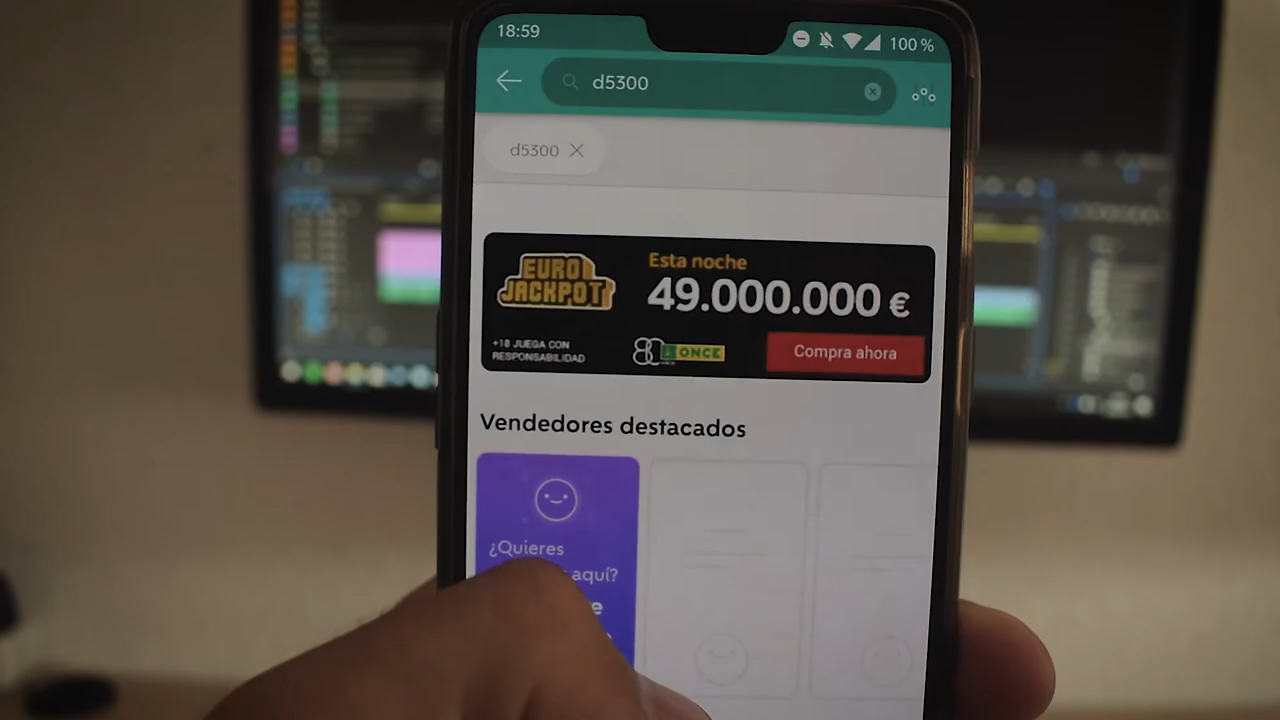 18:59
100 %
d5300
d5300
EURO
JACKPOT
Esta noche
49.000.000 €
+18 JUEGA CON
RESPONSABILIDAD
80
ONCE
Compra ahora
Vendedores destacados
¿Quieres
aquí?